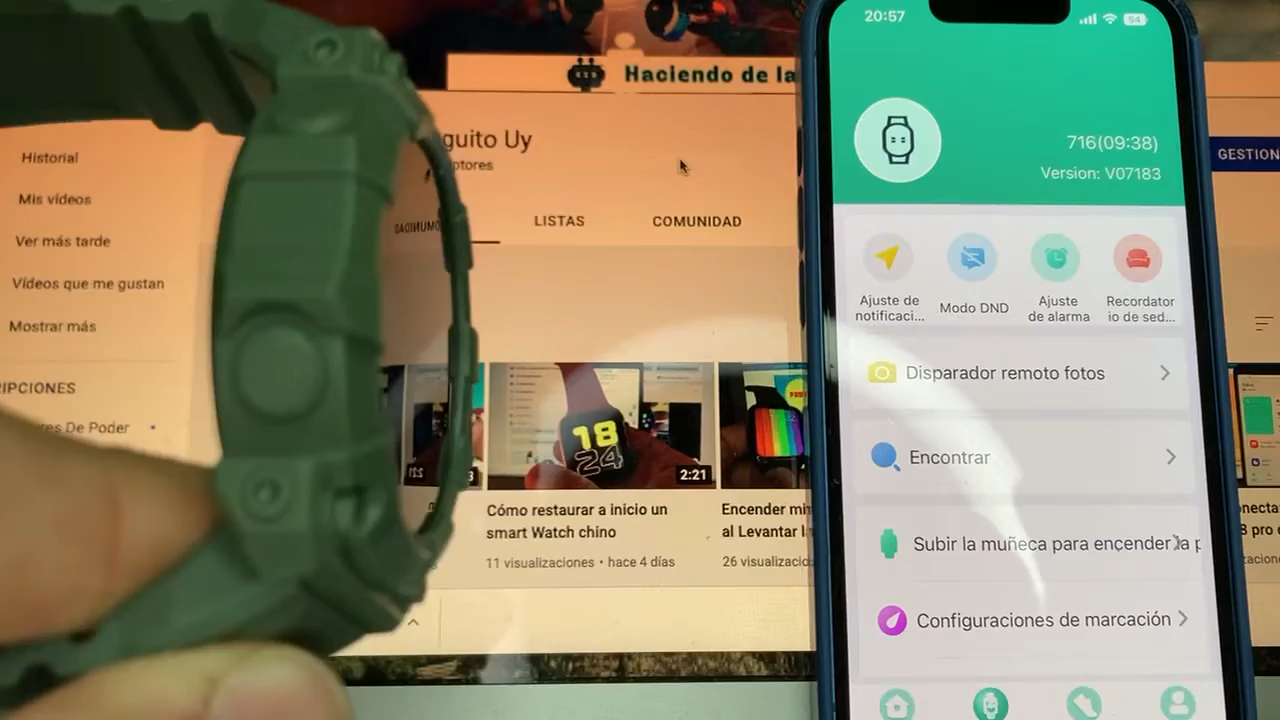 Haciendo de la
guito Uy
Historial
Mis vídeos
Ver más tarde
Vídeos que me gustan
Mostrar más
LISTAS
COMUNIDAD
18
24
2:21
Cómo restaurar a inicio un
smart Watch chino
11 visualizaciones • hace 4 días
Encender
al Levantar
26
20:57
54
716(09:38)
Version: V07183
Ajuste de
notificaci...
Modo DND
Ajuste
de alarma
Recordator
io de sed...
Disparador remoto fotos
Encontrar
Subir la muñeca para encender la p
Configuraciones de marcación
GESTION
8 pro